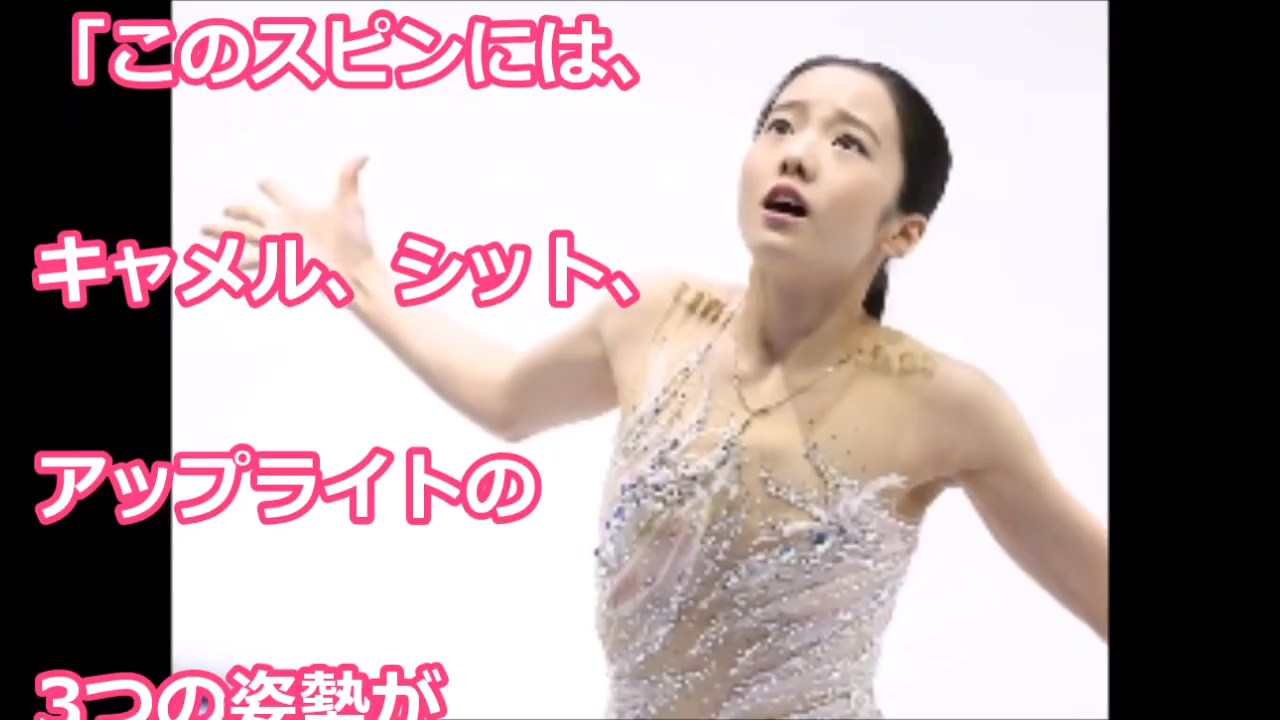 「このスピンには、
キャメル、シット、
アップライトの
3つの姿勢が